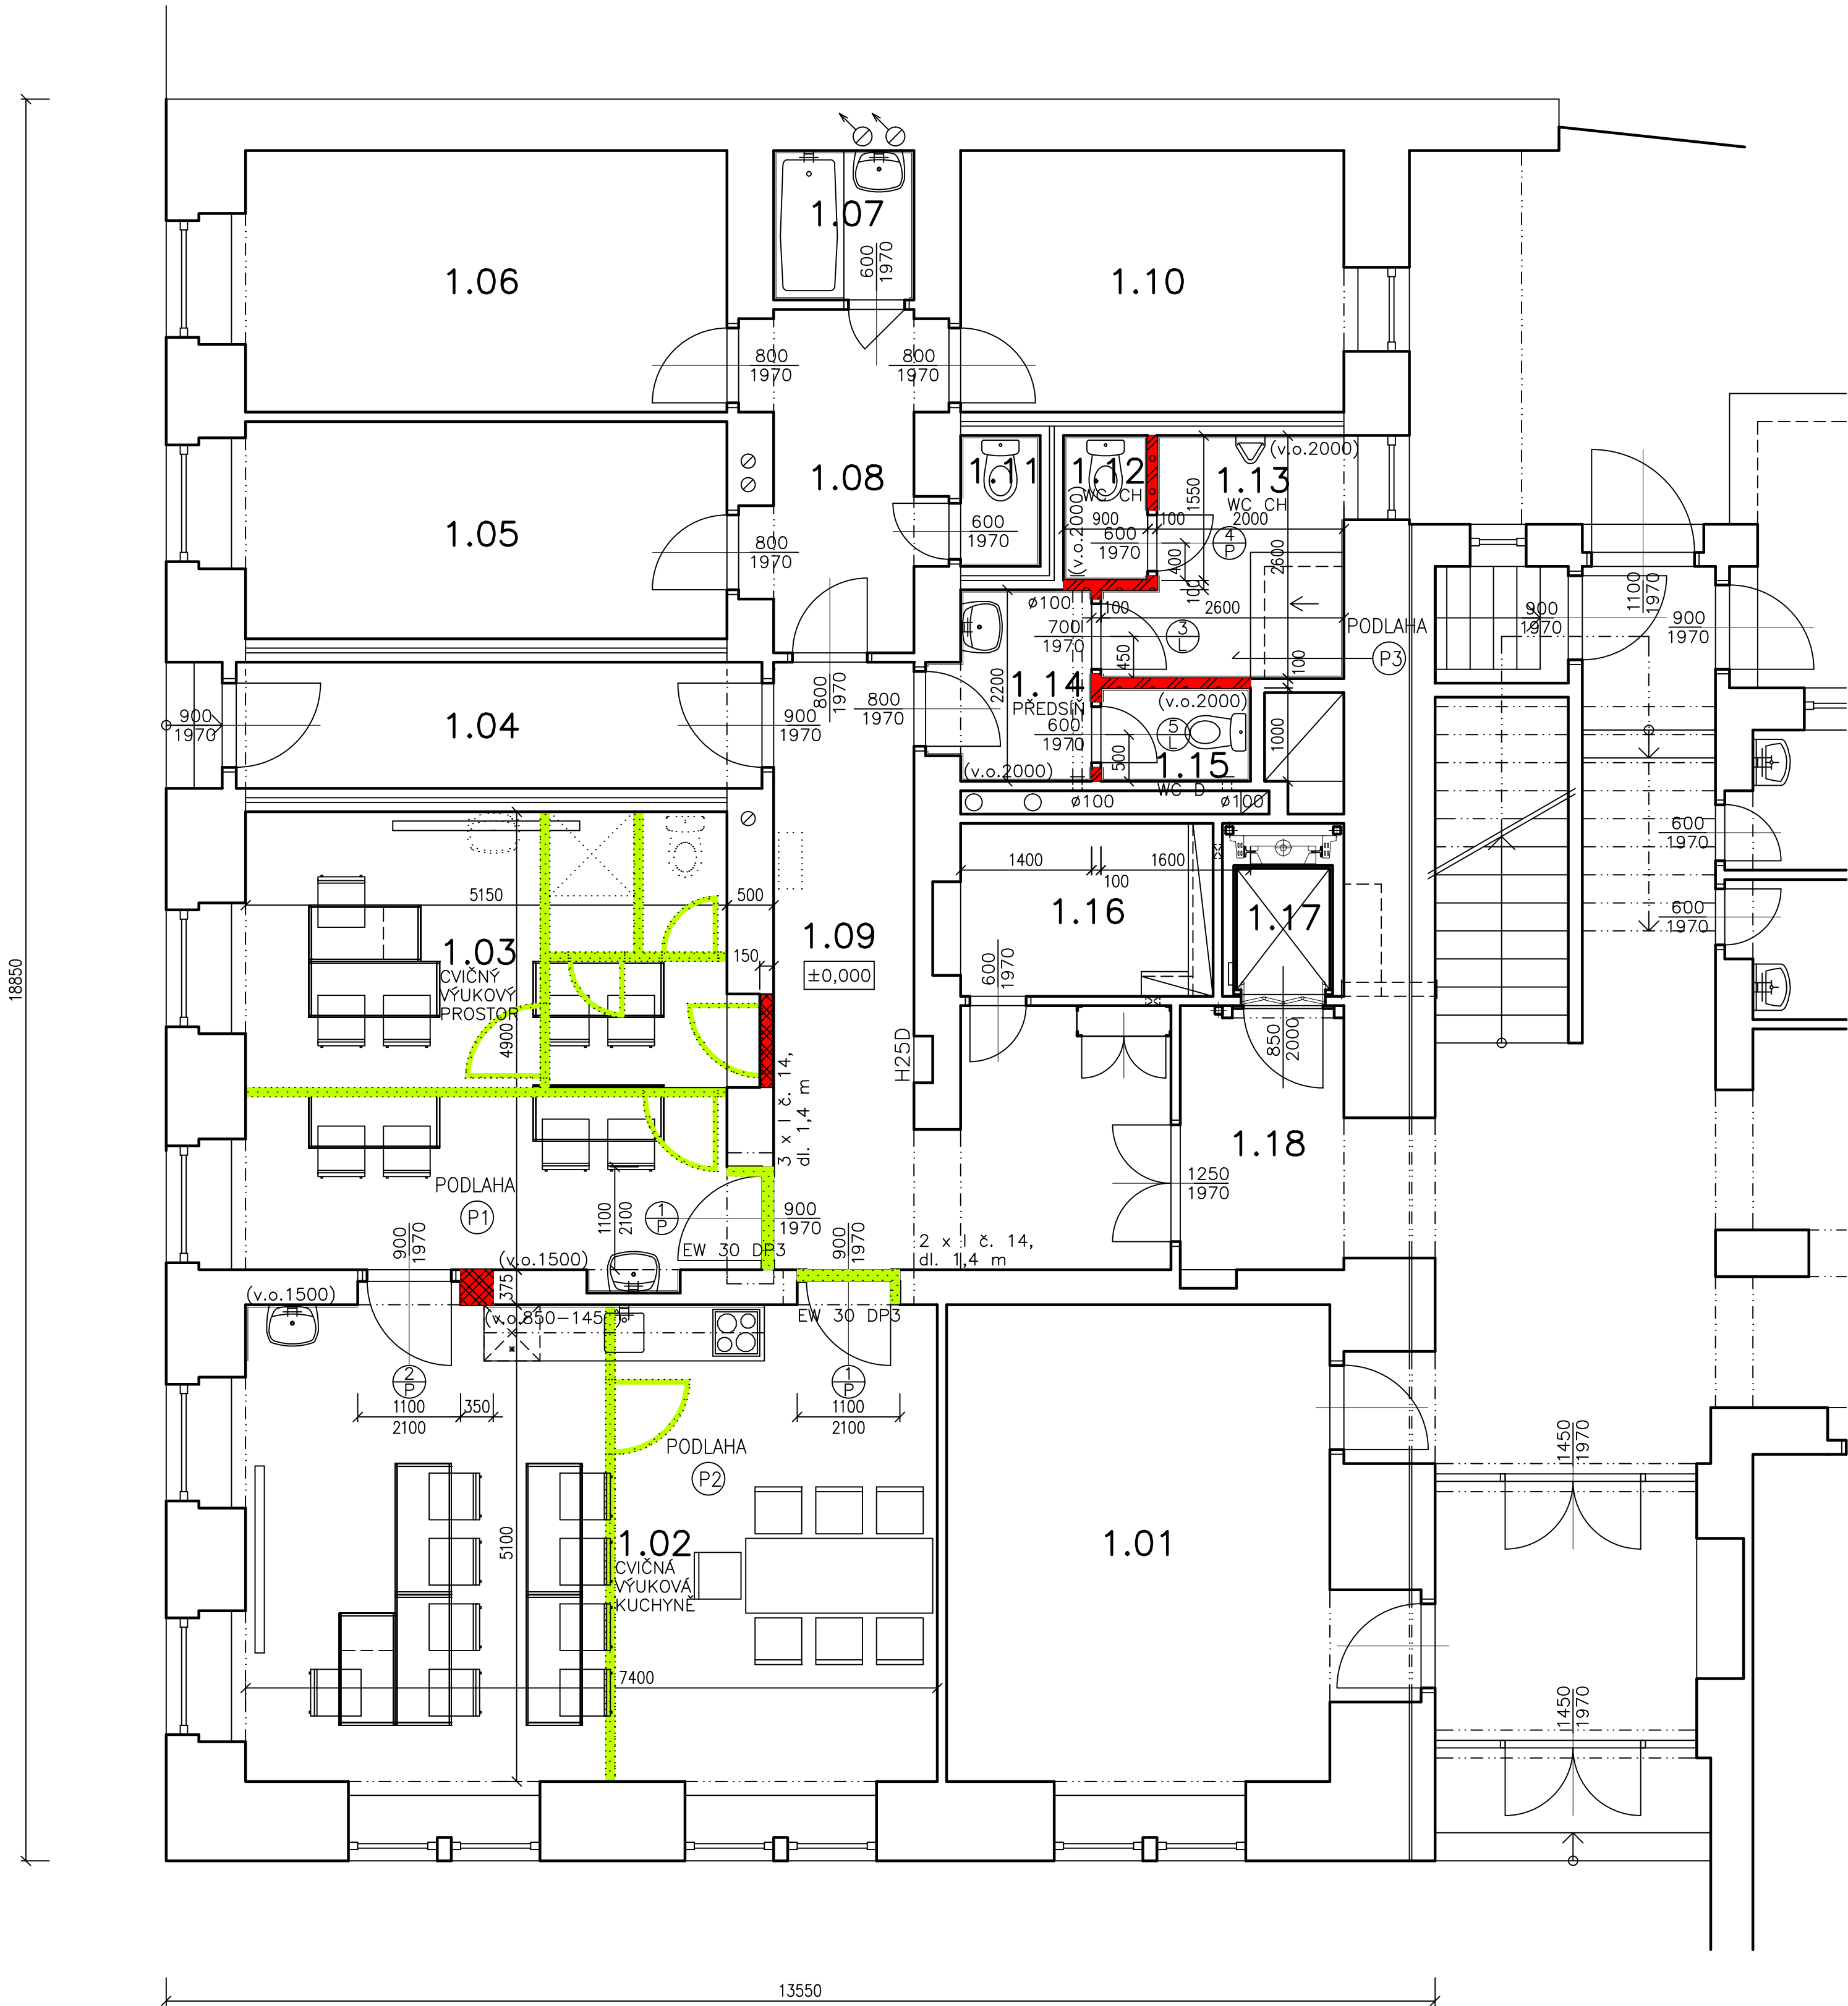 1.07
600
1970
1.06
1.10
800
1970
800
1970
1.08
1.11
1.12
WC CH
1.13
WC CH
(v.o.2000)
1550
(v.o.2000)
900
100
2000
600
1970
4
P
400
2600
100
1.05
800
1970
600
1970
ø100
100
2600
700
1970
3
L
450
PODLAHA
P3
100
900
1970
1100
1970
900
1970
1.04
900
1970
900
1970
800
1970
800
1970
2200
1.14
PŘEDSÍŇ
600
1970
5
L
(v.o.2000)
500
1.15
WC D
1000
(v.o.2000)
ø100
ø100
600
1970
600
1970
5150
500
1.03
CVIČNÝ
VÝUKOVÝ
PROSTOR
4900
150
1.09
±0,000
1400
1600
100
1.16
1.17
600
1970
850
2000
H25D
3 x I č. 14,
dl. 1,4 m
1.18
1250
1970
PODLAHA
P1
1100
2100
1
P
900
1970
EW 30 DP3
900
1970
2 x I č. 14,
dl. 1,4 m
900
1970
(v.o.1500)
375
(v.o.1500)
(v.o.850-1450)
EW 30 DP3
2
P
1100
2100
350
1
P
1100
2100
PODLAHA
P2
5100
1.02
CVIČNÁ
VÝUKOVÁ
KUCHYNĚ
7400
1.01
1450
1970
1450
1970
18850
13550